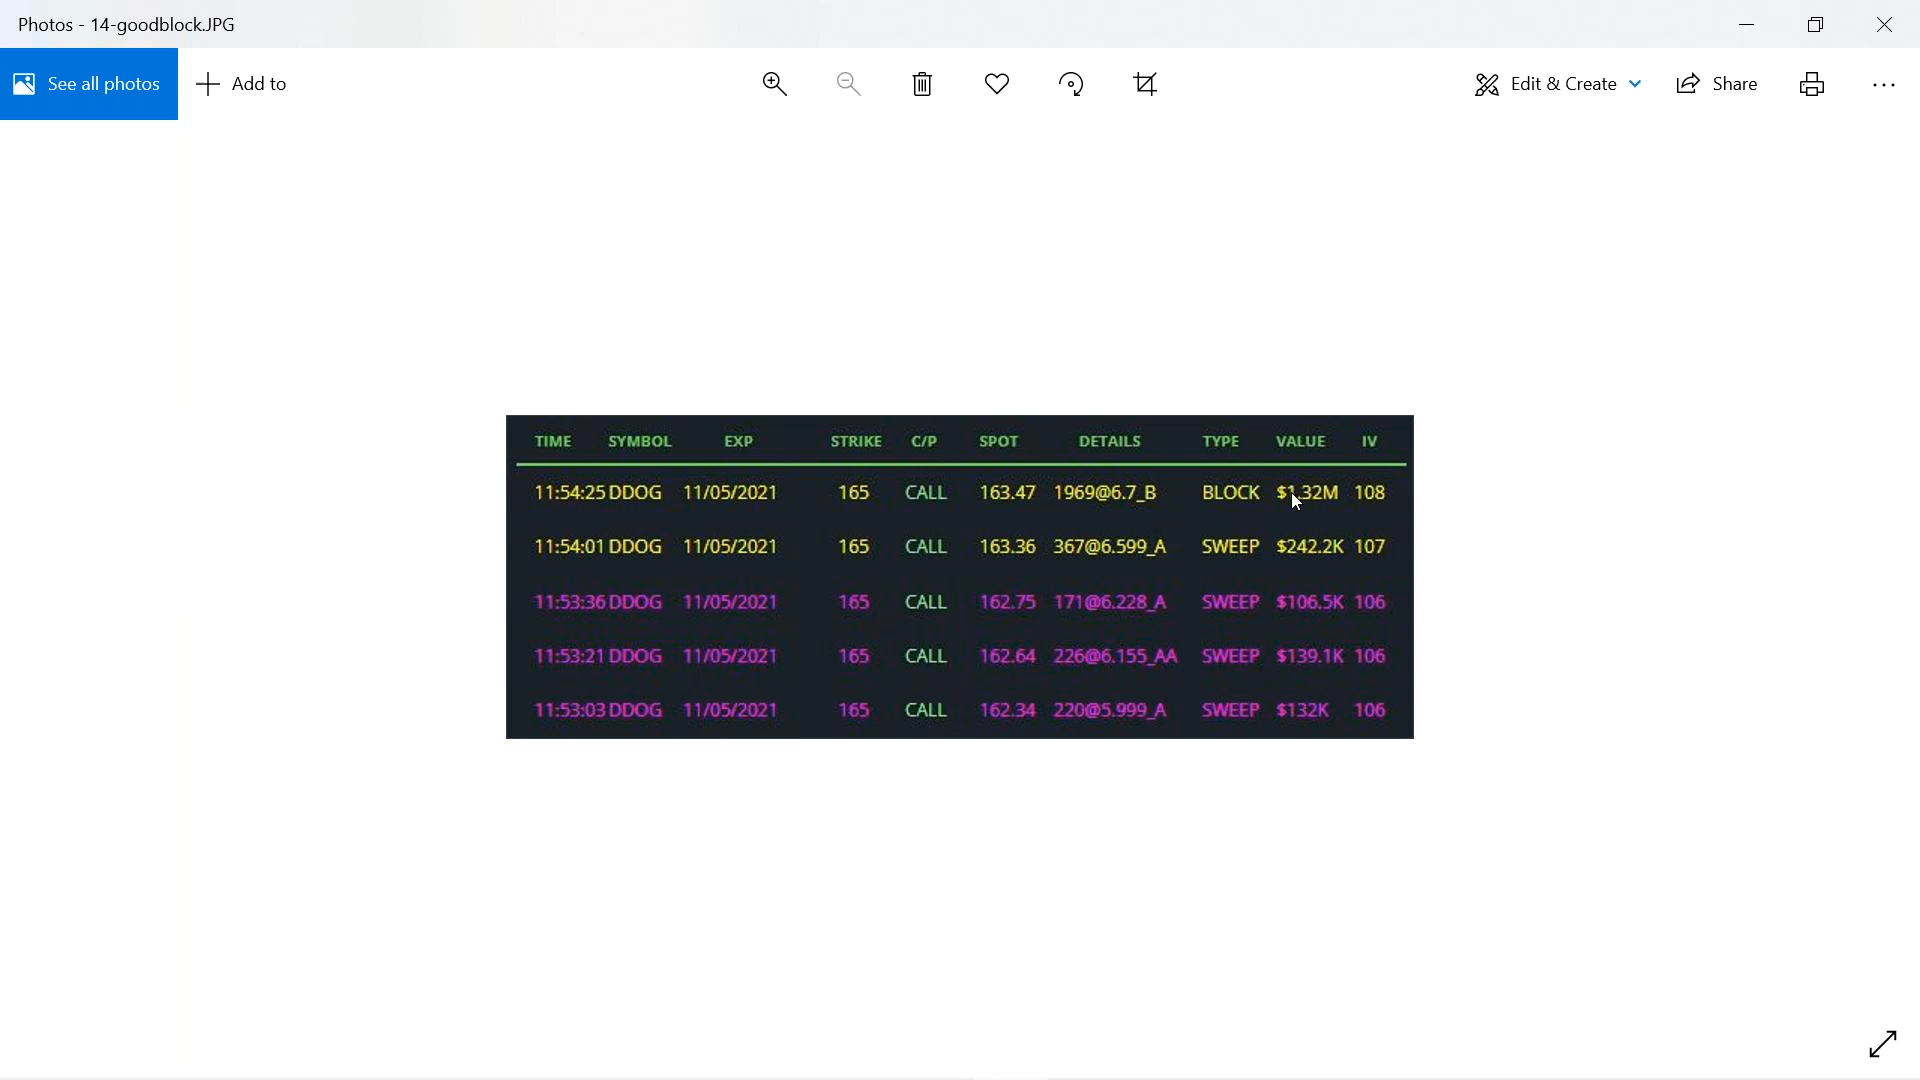 Photos - 14-goodblock.JPG
See all photos Add to Edit & Create Share
TIME SYMBOL EXP STRIKE C/P SPOT DETAILS TYPE VALUE IV
11:54:25 DDOG 11/05/2021 165 CALL 163.47 1969@6.7_B BLOCK $1.32M 108
11:54:01 DDOG 11/05/2021 165 CALL 163.36 367@6.599_A SWEEP $242.2K 107
11:53:36 DDOG 11/05/2021 165 CALL 162.75 171@6.228_A SWEEP $106.5K 106
11:53:21 DDOG 11/05/2021 165 CALL 162.64 226@6.155_AA SWEEP $139.1K 106
11:53:03 DDOG 11/05/2021 165 CALL 162.34 220@5.999_A SWEEP $132K 106